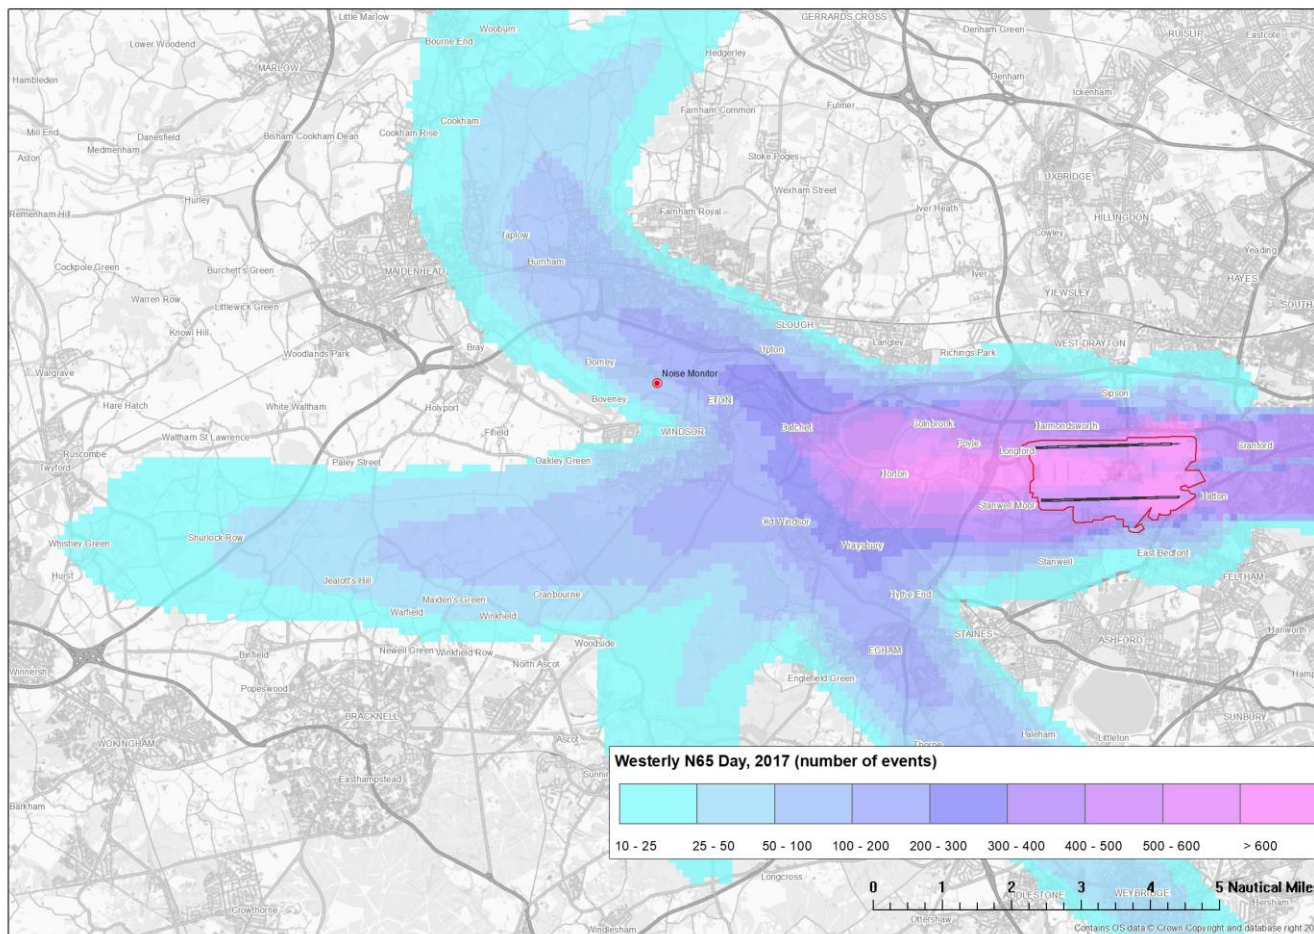 Little Marlow
Wooburn
Bourne End
GERRARDS CROSS
Denham Green
RUISLIP
Eastcote
Lower Woodend
MARLOW
Hedgerley
Hambleden
Denham
Ickenham
Farnham Common
Fulmer
Cookham
Mill End
Danesfield
Bisham
Cookham Dean
Cookham Rise
Medmenham
Aston
Stoke Poges
UXBRIDGE
Hurley
Wexham Street
Remenham Hill
Farnham Royal
Iver Heath
HILLINGDON
Cowley
Taplow
Yeading
Cockpole Green
Burchett's Green
MAIDENHEAD
Burnham
Iver
HAYES
Warren Row
Littlewick Green
YIEWSLEY
SOUTH
Knowl Hill
SLOUGH
Woodlands Park
Bray
Upton
Langley
Richings Park
WEST DRAYTON
Wargrave
Dorney
Noise Monitor
Sipson
Hare Hatch
White Waltham
Holyport
Boveney
ETON
Datchet
Colnbrook
Harmondsworth
Fifield
WINDSOR
Waltham St Lawrence
Poyle
Longford
Cranford
Ruscombe
Twyford
Paley Street
Oakley Green
Horton
Hatton
Stanwell Moor
Old Windsor
Shurlock Row
Whistley Green
Wraysbury
East Bedfont
Stanwell
Hurst
Jealott's Hill
Cranbourne
Hythe End
FELTHAM
Maiden's Green
Warfield
Winkfield
STAINES
ASHFORD
Hanworth
Woodside
Binfield
Newell Green
Winkfield Row
EGHAM
Winnersh
North Ascot
Englefield Green
Popeswood
BRACKNELL
SUNBURY
WOKINGHAM
Ascot
Thorpe
Laleham
Littleton
Easthampstead
Westerly N65 Day, 2017 (number of events)
10 - 25
25 - 50
50 - 100
100 - 200
200 - 300
300 - 400
400 - 500
500 - 600
> 600
Barkham
Longcross
0 1 2 3 4 5 Nautical Miles
ADDLESTONE
WEYBRIDGE
Hersham
Crowthorne
Windlesham
Ottershaw
Contains OS data © Crown Copyright and database right